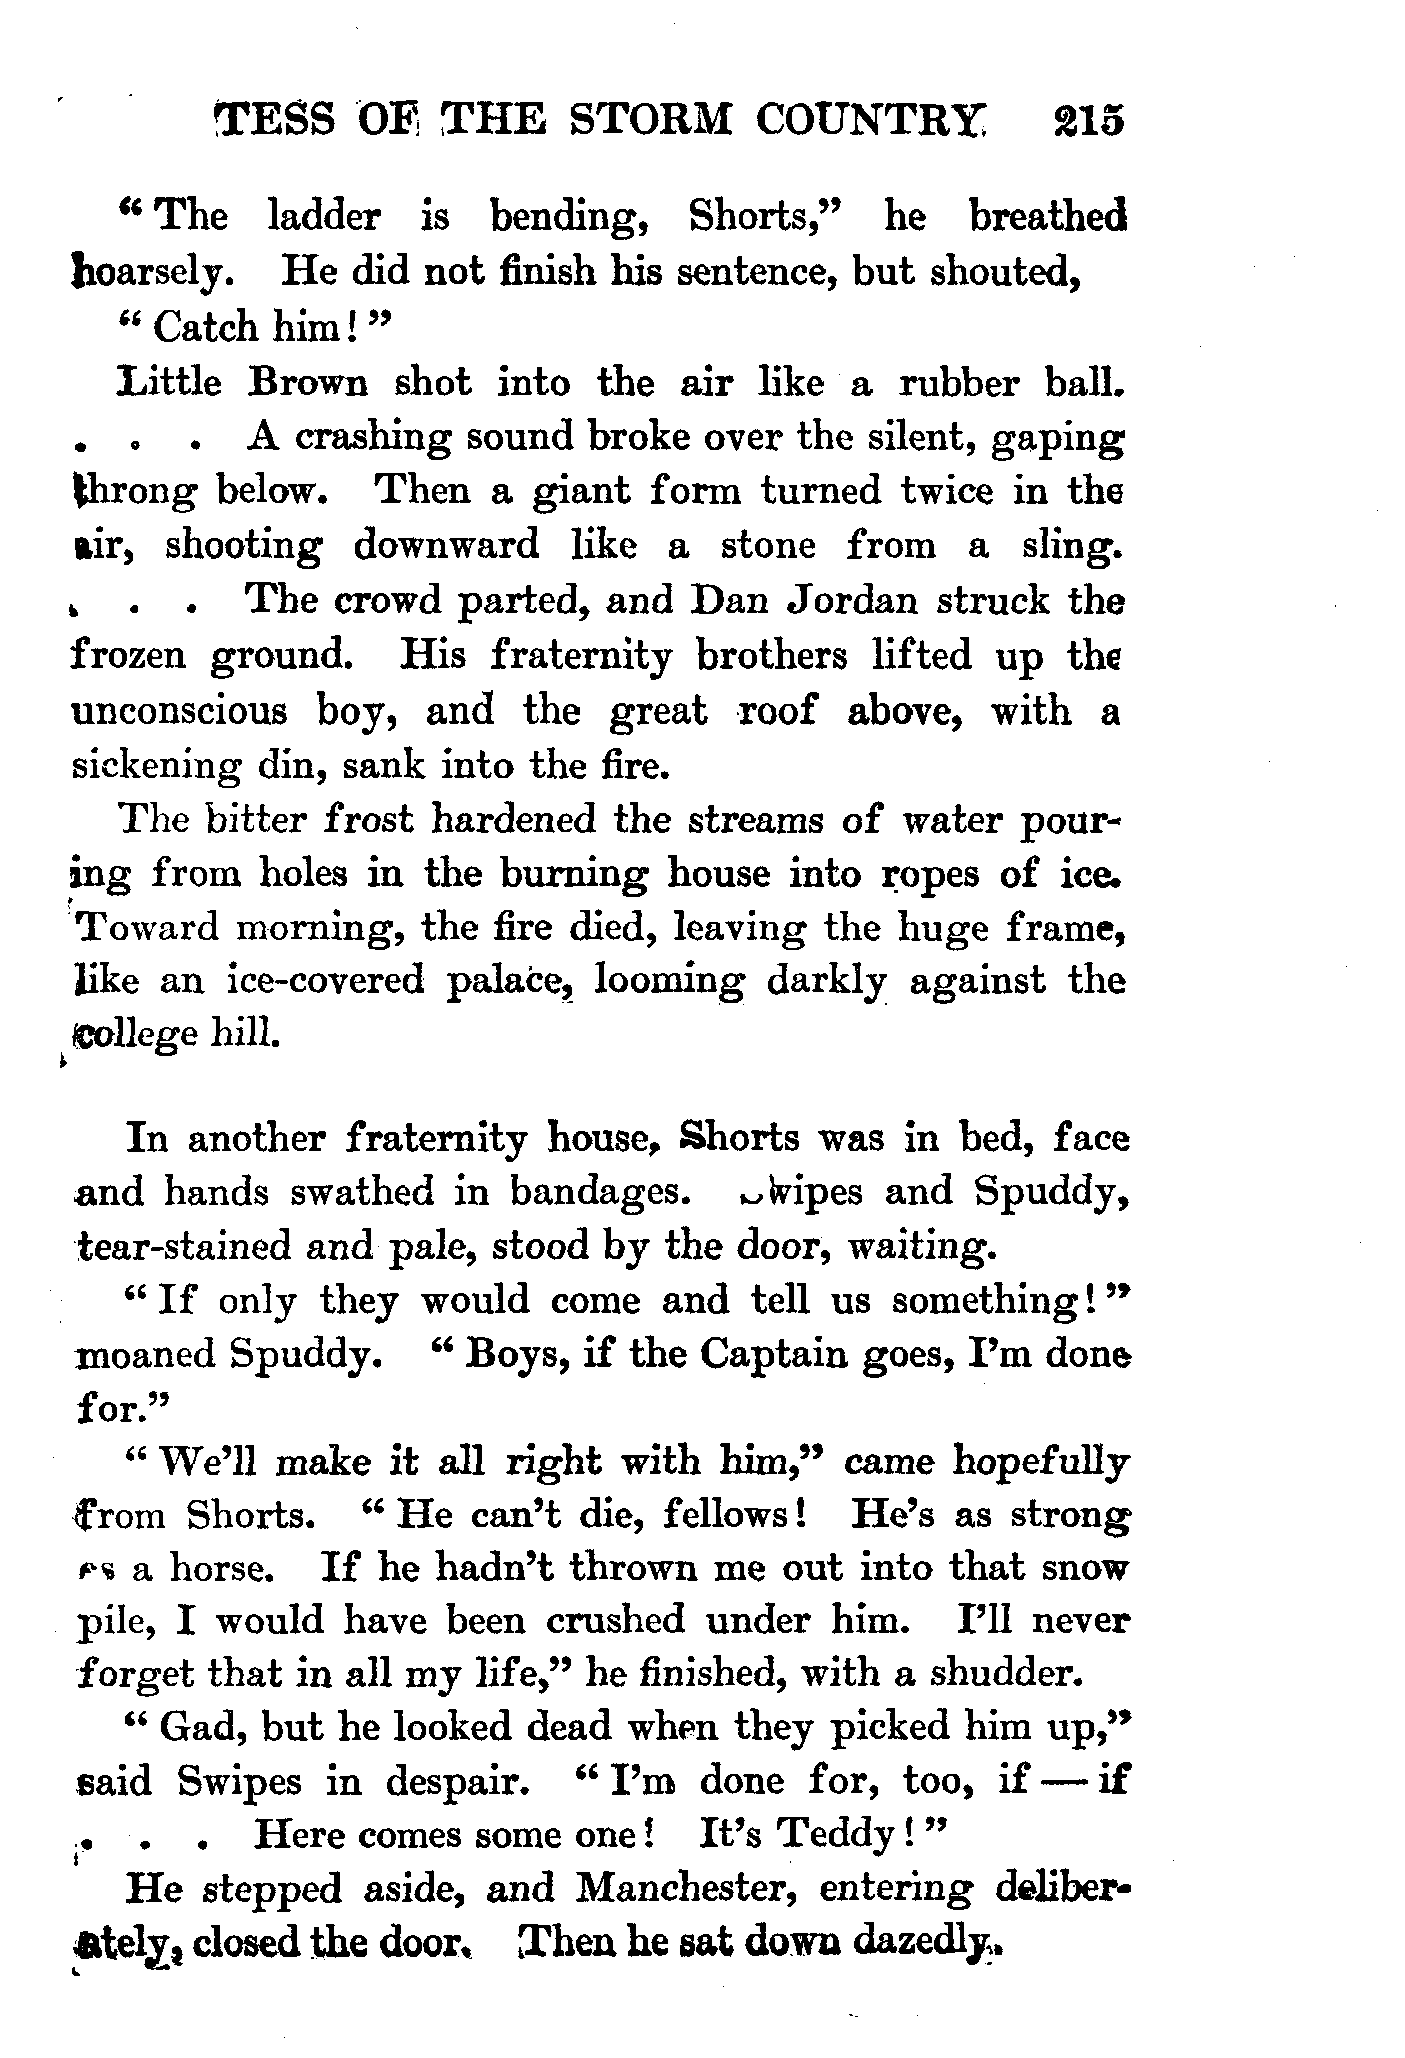 TESS OF THE STORM COUNTRY 215
“The ladder is bending, Shorts,” he breathed
hoarsely. He did not finish his sentence, but shouted,
“Catch him!”
Little Brown shot into the air like a rubber ball.
. . . A crashing sound broke over the silent, gaping
throng below. Then a giant form turned twice in the
air, shooting downward like a stone from a sling.
. . . The crowd parted, and Dan Jordan struck the
frozen ground. His fraternity brothers lifted up the
unconscious boy, and the great roof above, with a
sickening din, sank into the fire.
The bitter frost hardened the streams of water pour-
ing from holes in the burning house into ropes of ice.
Toward morning, the fire died, leaving the huge frame,
like an ice-covered palace, looming darkly against the
college hill.
In another fraternity house, Shorts was in bed, face
and hands swathed in bandages. Swipes and Spuddy,
tear-stained and pale, stood by the door, waiting.
“If only they would come and tell us something!”
moaned Spuddy. “Boys, if the Captain goes, I’m done
for.”
“We’ll make it all right with him,” came hopefully
from Shorts. “He can’t die, fellows! He’s as strong
as a horse. If he hadn’t thrown me out into that snow
pile, I would have been crushed under him. I’ll never
forget that in all my life,” he finished, with a shudder.
“Gad, but he looked dead when they picked him up,”
said Swipes in despair. “I’m done for, too, if — if
. . . Here comes some one! It’s Teddy!”
He stepped aside, and Manchester, entering deliber-
ately, closed the door. Then he sat down dazedly.